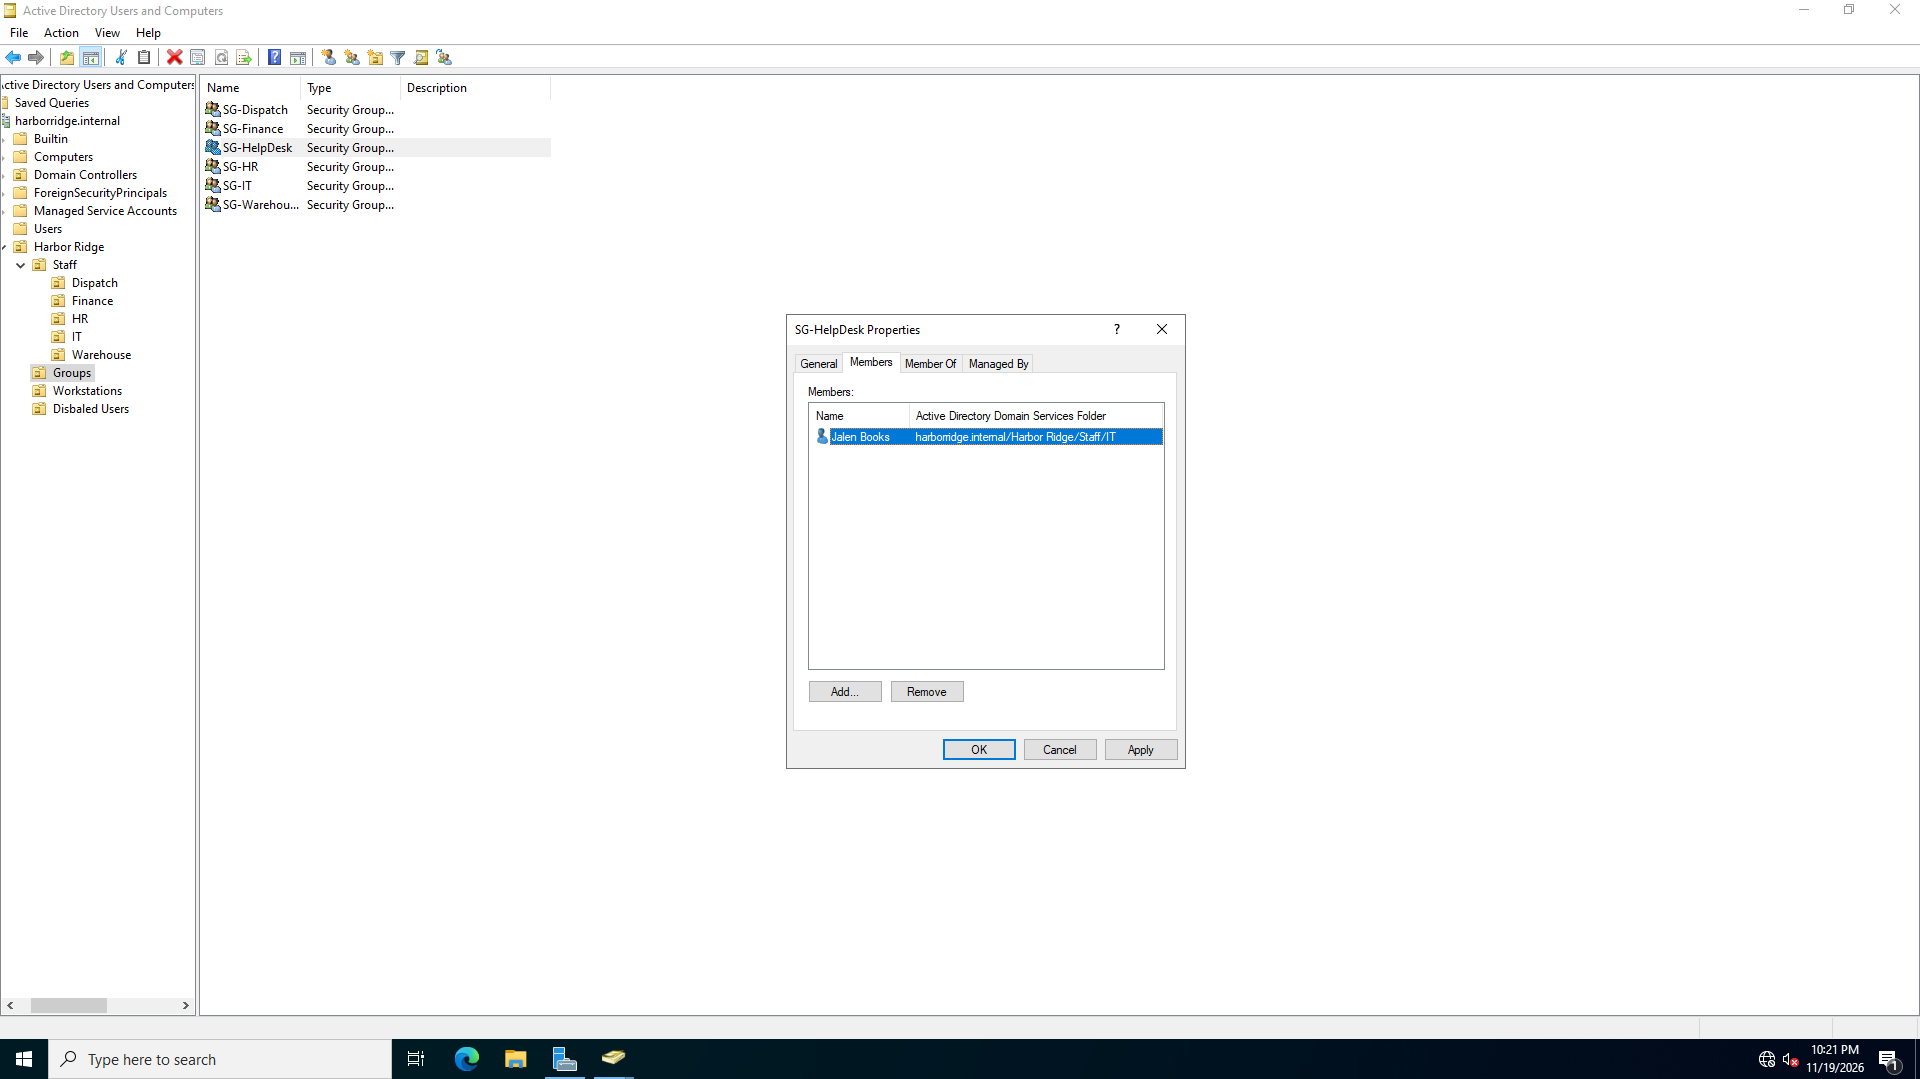 Active Directory Users and Computers
File Action View Help
ctive Directory Users and Computers
Saved Queries
harborridge.internal
Builtin
Computers
Domain Controllers
ForeignSecurityPrincipals
Managed Service Accounts
Users
Harbor Ridge
Staff
Dispatch
Finance
HR
IT
Warehouse
Groups
Workstations
Disbaled Users
Name Type Description
SG-Dispatch Security Group...
SG-Finance Security Group...
SG-HelpDesk Security Group...
SG-HR Security Group...
SG-IT Security Group...
SG-Warehou... Security Group...
SG-HelpDesk Properties
?
General Members Member Of Managed By
Members:
Name Active Directory Domain Services Folder
Jalen Books harborridge.internal/Harbor Ridge/Staff/IT
Add... Remove
OK Cancel Apply
Type here to search
10:21 PM
11/19/2026
1